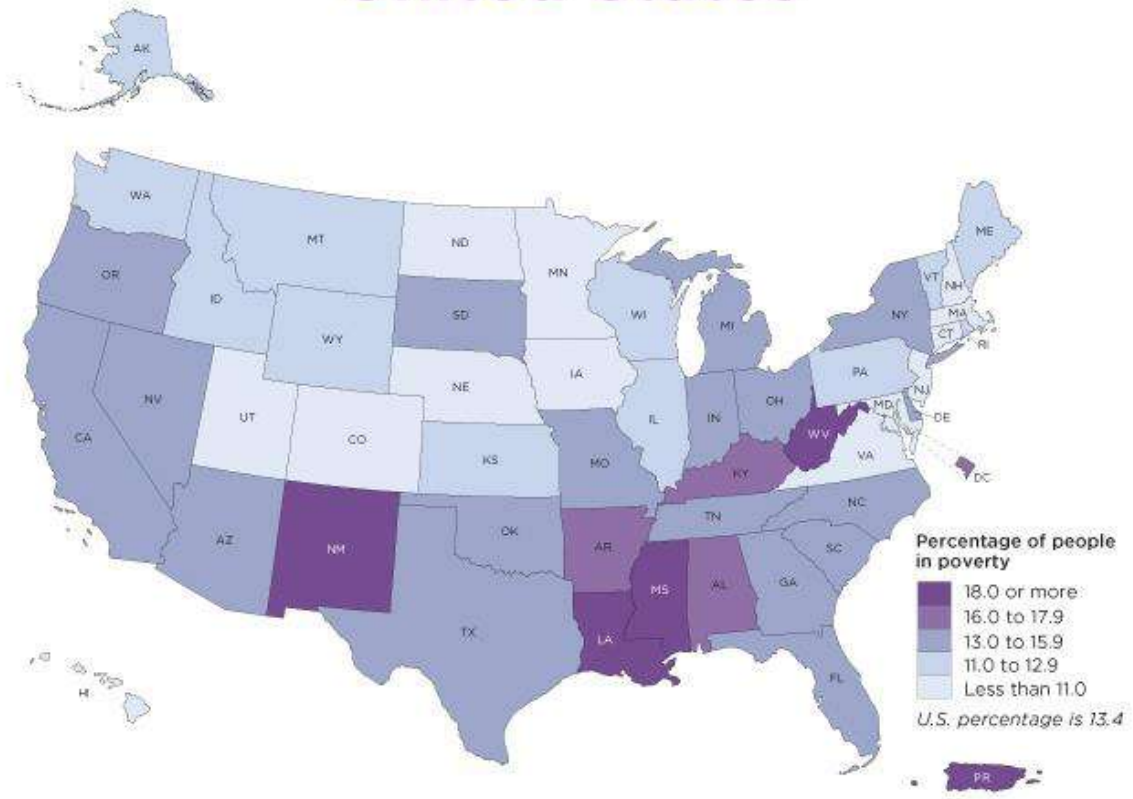 AK
WA
MT
ND
MN
ME
OR
ID
WY
SD
WI
MI
NY
VT
NH
MA
CT
RI
NV
UT
CO
NE
IA
IL
IN
OH
PA
NJ
CA
KS
MO
KY
WV
MD
DE
VA
DC
AZ
NM
OK
AR
TN
NC
SC
TX
LA
MS
AL
GA
FL
HI
Percentage of people
in poverty
18.0 or more
16.0 to 17.9
13.0 to 15.9
11.0 to 12.9
Less than 11.0
U.S. percentage is 13.4
PR